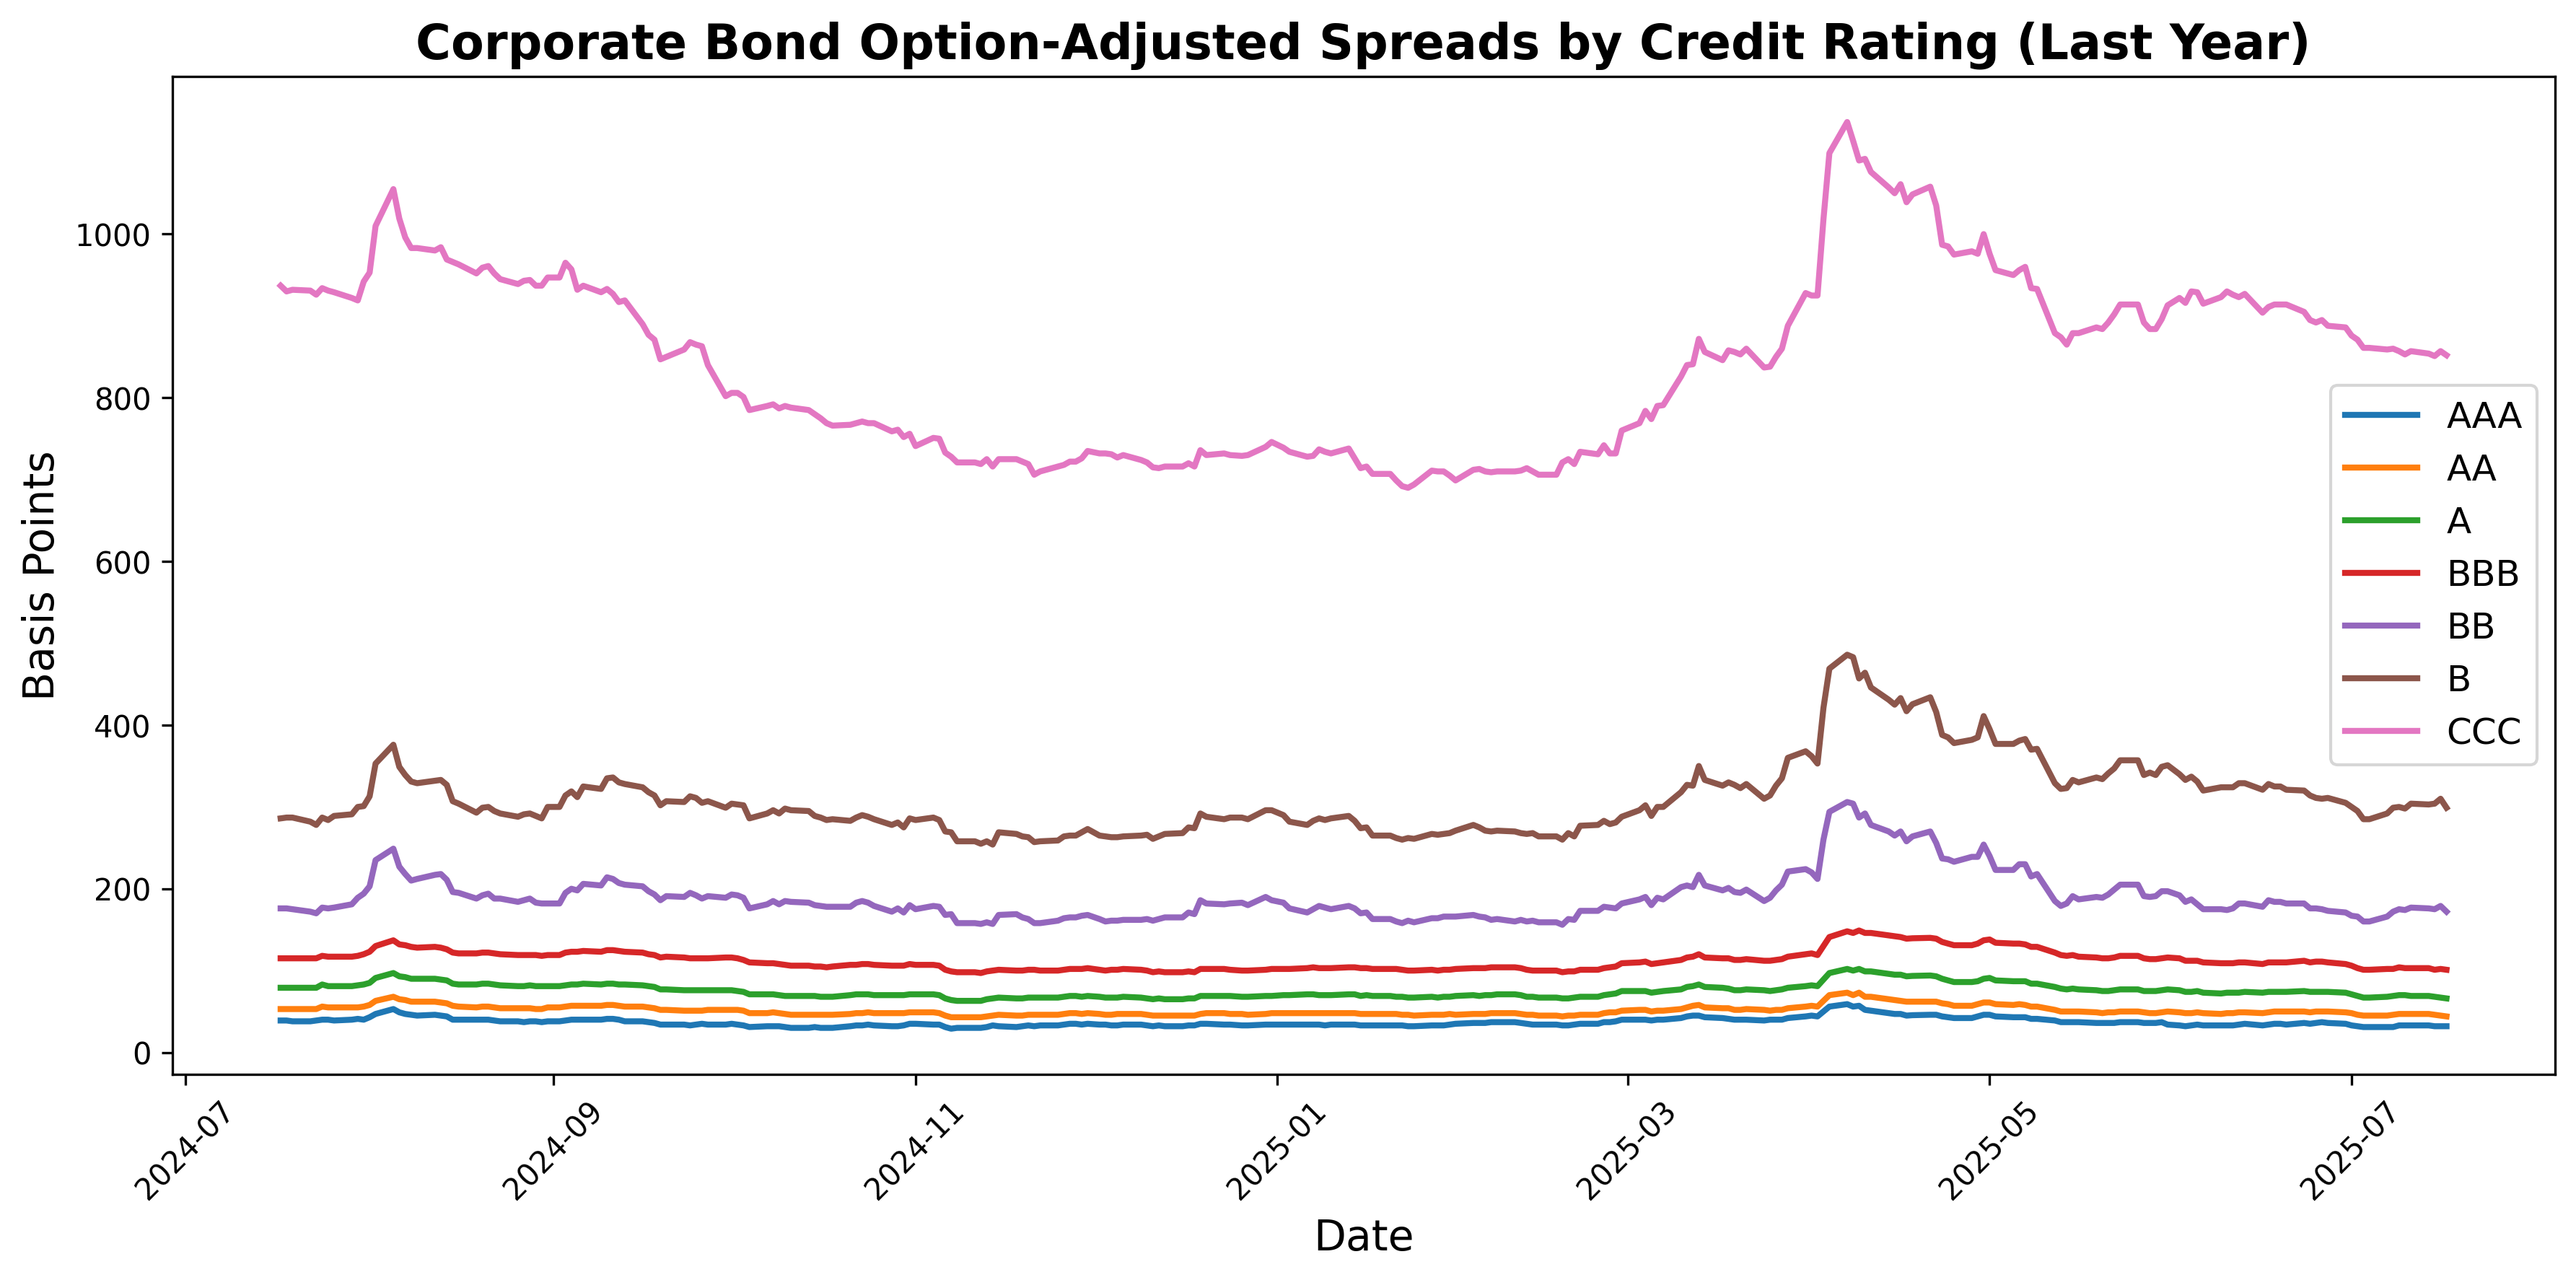 Corporate Bond Option-Adjusted Spreads by Credit Rating (Last Year)
Basis Points
1000
800
600
400
200
0
AAA
AA
A
BBB
BB
B
CCC
2024-07
2024-09
2024-11
2025-01
2025-03
2025-05
2025-07
Date